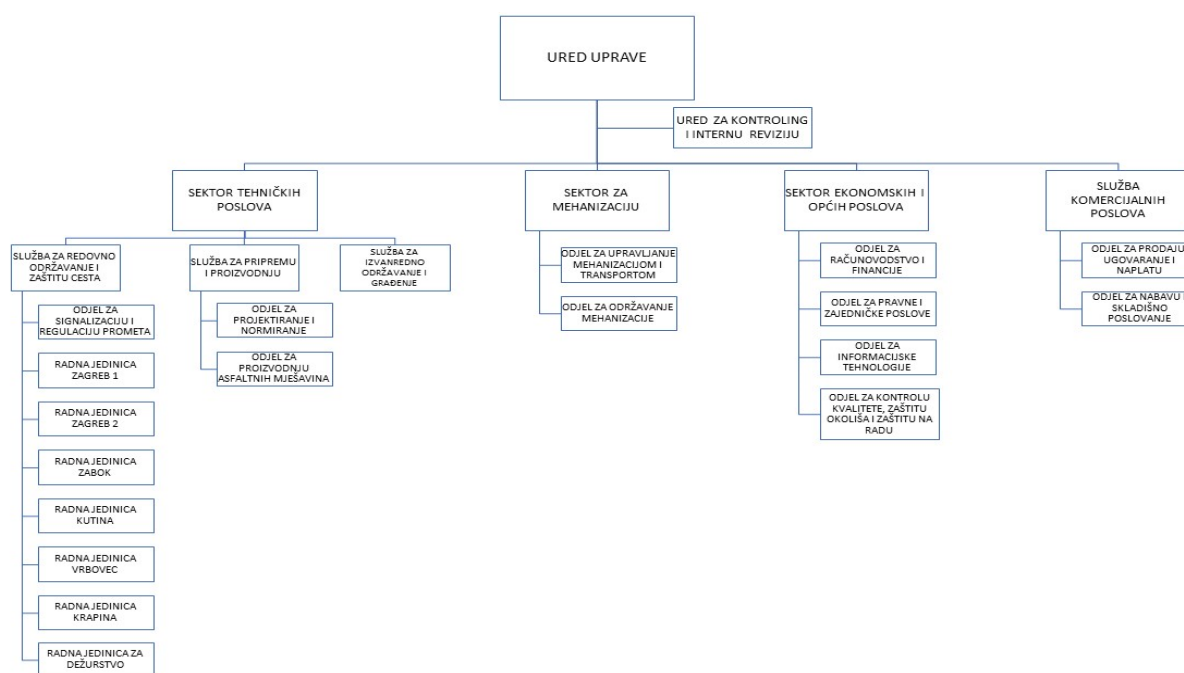 URED UPRAVE
URED ZA KONTROLING
I INTERNU REVIZIJU
SEKTOR TEHNIČKIH
POSLOVA
SEKTOR ZA
MEHANIZACIJU
SEKTOR EKONOMSKIH I
OPĆIH POSLOVA
SLUŽBA
KOMERCIJALNIH
POSLOVA
SLUŽBA ZA REDOVNO
ODRŽAVANJE I
ZAŠTITU CESTA
ODJEL ZA
SIGNALIZACIJU I
REGULACIJU PROMETA
RADNA JEDINICA
ZAGREB 1
RADNA JEDINICA
ZAGREB 2
RADNA JEDINICA
ZABOK
RADNA JEDINICA
KUTINA
RADNA JEDINICA
VRBOVEC
RADNA JEDINICA
KRAPINA
RADNA JEDINICA ZA
DEŽURSTVO
SLUŽBA ZA PRIPREMU
I PROIZVODNJU
ODJEL ZA
PROJEKTIRANJE I
NORMIRANJE
ODJEL ZA
PROIZVODNJU
ASFALTNIH MJEŠAVINA
SLUŽBA ZA
IZVANREDNO
ODRŽAVANJE I
GRAĐENJE
ODJEL ZA UPRAVLJANJE
MEHANIZACIJOM I
TRANSPORTOM
ODJEL ZA ODRŽAVANJE
MEHANIZACIJE
ODJEL ZA
RAČUNOVODSTVO I
FINANCIJE
ODJEL ZA PRAVNE I
ZAJEDNIČKE POSLOVE
ODJEL ZA
INFORMACIJSKE
TEHNOLOGIJE
ODJEL ZA KONTROLU
KVALITETE, ZAŠTITU
OKOLIŠA I ZAŠTITU NA
RADU
ODJEL ZA PRODAJU
UGOVARANJE I
NAPLATU
ODJEL ZA NABAVU I
SKLADIŠNO
POSLOVANJE